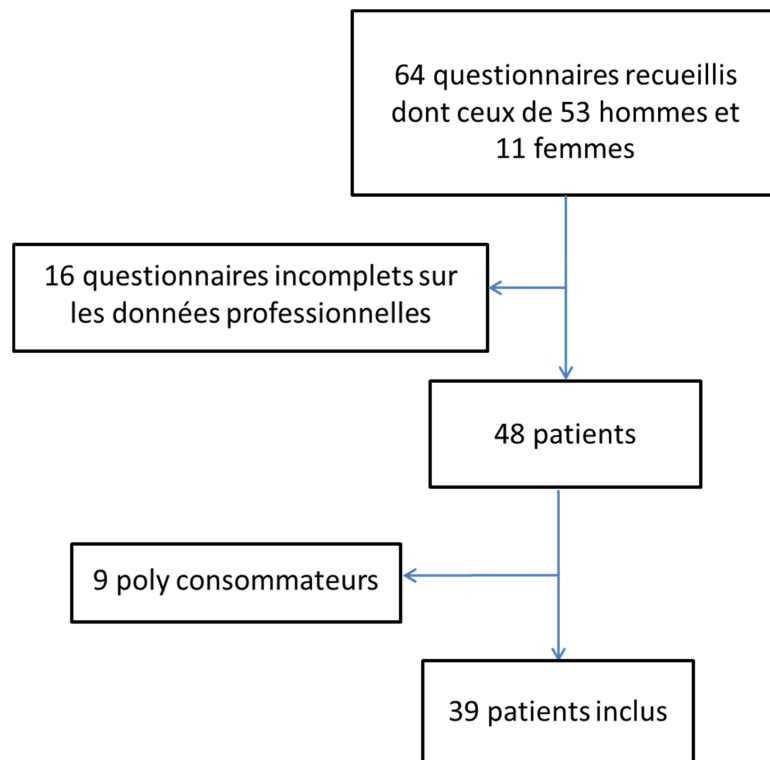 64 questionnaires recueillis
dont ceux de 53 hommes et
11 femmes
16 questionnaires incomplets sur
les données professionnelles
48 patients
9 poly consommateurs
39 patients inclus